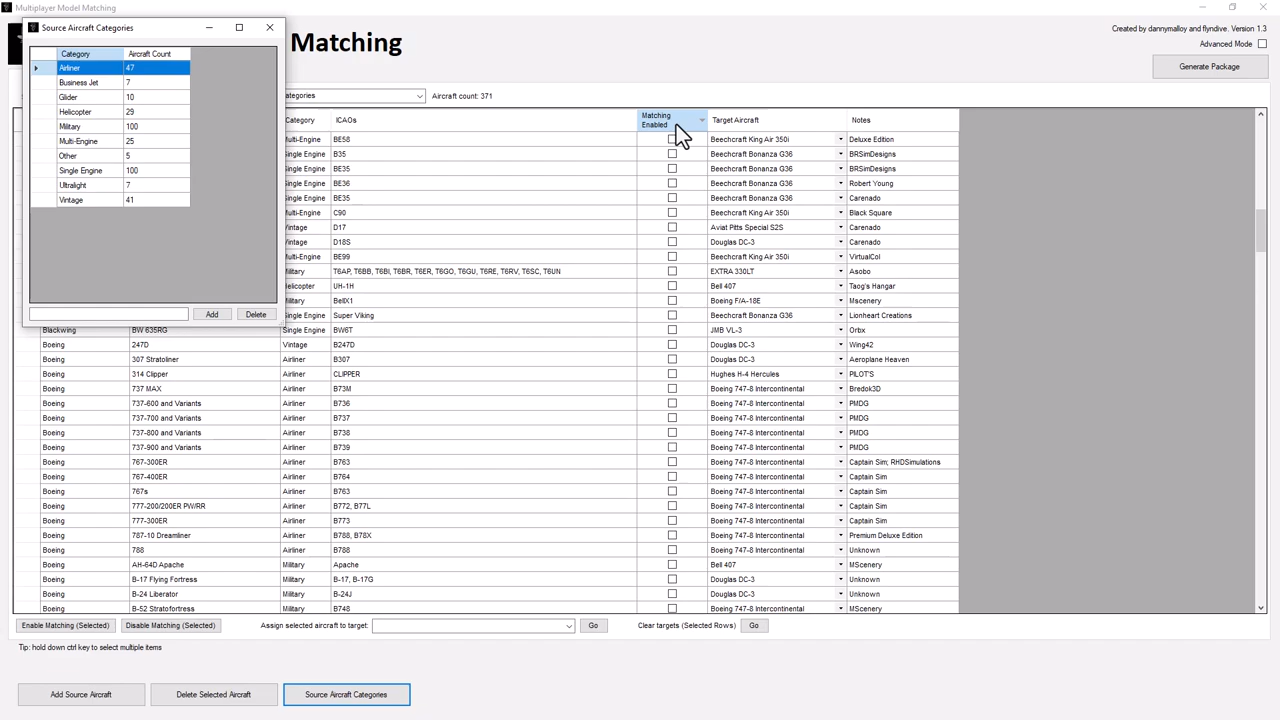 Multiplayer Model Matching
Source Aircraft Categories
Matching
Created by dannymalloy and flyndive. Version 1.3
Advanced Mode
Generate Package
Category Aircraft Count
Airliner 47
Business Jet 7
Glider 10
Helicopter 29
Military 100
Multi-Engine 25
Other 5
Single Engine 100
Ultralight 7
Vintage 41
Add Delete
ategories Aircraft count: 371
Category ICAOs Matching Enabled Target Aircraft Notes
Multi-Engine BE58 Beechcraft King Air 350i Deluxe Edition
Single Engine B35 Beechcraft Bonanza G36 BRSimDesigns
Single Engine BE35 Beechcraft Bonanza G36 BRSimDesigns
Single Engine BE36 Beechcraft Bonanza G36 Robert Young
Single Engine BE35 Beechcraft Bonanza G36 Carenado
Multi-Engine C90 Beechcraft King Air 350i Black Square
Vintage D17 Aviat Pitts Special S2S Carenado
Vintage D18S Douglas DC-3 Carenado
Multi-Engine BE99 Beechcraft King Air 350i VirtualCol
Military T6AP, T6BB, T6BI, T6BR, T6ER, T6GO, T6GU, T6RE, T6RV, T6SC, T6UN EXTRA 330LT Asobo
Helicopter UH-1H Bell 407 Taog's Hangar
Military BellX1 Boeing F/A-18E Mscenery
Single Engine Super Viking Beechcraft Bonanza G36 Lionheart Creations
Blackwing BW 635RG Single Engine BW6T JMB VL-3 Orbx
Boeing 247D Vintage B247D Douglas DC-3 Wing42
Boeing 307 Stratoliner Airliner B307 Douglas DC-3 Aeroplane Heaven
Boeing 314 Clipper Airliner CLIPPER Hughes H-4 Hercules PILOT'S
Boeing 737 MAX Airliner B73M Boeing 747-8 Intercontinental Bredok3D
Boeing 737-600 and Variants Airliner B736 Boeing 747-8 Intercontinental PMDG
Boeing 737-700 and Variants Airliner B737 Boeing 747-8 Intercontinental PMDG
Boeing 737-800 and Variants Airliner B738 Boeing 747-8 Intercontinental PMDG
Boeing 737-900 and Variants Airliner B739 Boeing 747-8 Intercontinental PMDG
Boeing 767-300ER Airliner B763 Boeing 747-8 Intercontinental Captain Sim; RHDSimulations
Boeing 767-400ER Airliner B764 Boeing 747-8 Intercontinental Captain Sim
Boeing 767s Airliner B763 Boeing 747-8 Intercontinental Captain Sim
Boeing 777-200/200ER PW/RR Airliner B772, B77L Boeing 747-8 Intercontinental Captain Sim
Boeing 777-300ER Airliner B773 Boeing 747-8 Intercontinental Captain Sim
Boeing 787-10 Dreamliner Airliner B788, B78X Boeing 747-8 Intercontinental Premium Deluxe Edition
Boeing 788 Airliner B788 Boeing 747-8 Intercontinental Unknown
Boeing AH-64D Apache Military Apache Bell 407 MScenery
Boeing B-17 Flying Fortress Military B-17, B-17G Douglas DC-3 Unknown
Boeing B-24 Liberator Military B-24J Douglas DC-3 Unknown
Boeing B-52 Stratofortress Military B748 Boeing 747-8 Intercontinental MScenery
Enable Matching (Selected) Disable Matching (Selected) Assign selected aircraft to target: Go Clear targets (Selected Rows) Go
Tip: hold down ctrl key to select multiple items
Add Source Aircraft Delete Selected Aircraft Source Aircraft Categories